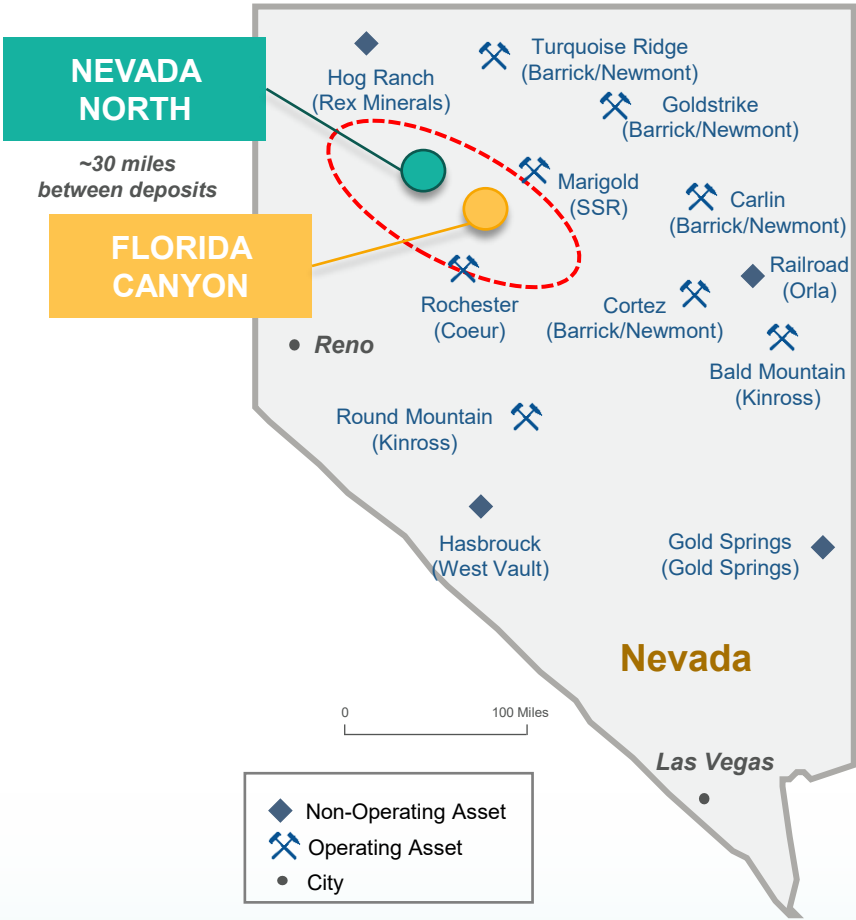 NEVADA
NORTH
~30 miles
between deposits
FLORIDA
CANYON
Hog Ranch
(Rex Minerals)
Turquoise Ridge
(Barrick/Newmont)
Goldstrike
(Barrick/Newmont)
Marigold
(SSR)
Carlin
(Barrick/Newmont)
Railroad
(Orla)
Rochester
(Coeur)
Cortez
(Barrick/Newmont)
Reno
Bald Mountain
(Kinross)
Round Mountain
(Kinross)
Hasbrouck
(West Vault)
Gold Springs
(Gold Springs)
Nevada
0
100 Miles
Las Vegas
Non-Operating Asset
Operating Asset
City